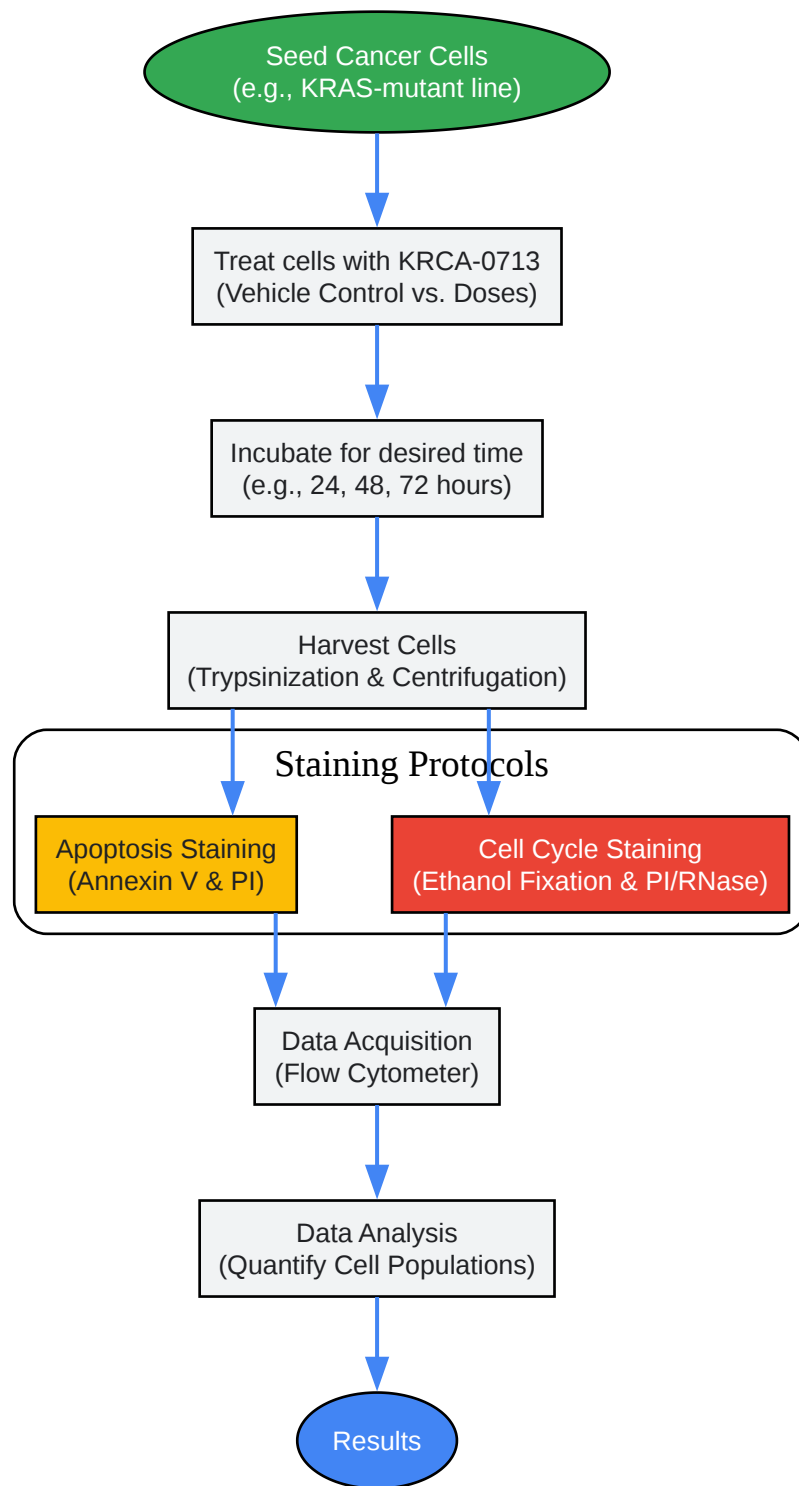 Seed Cancer Cells
(e.g., KRAS-mutant line)
Treat cells with KRCA-0713
(Vehicle Control vs. Doses)
Incubate for desired time
(e.g., 24, 48, 72 hours)
Harvest Cells
(Trypsinization & Centrifugation)
Staining Protocols
Apoptosis Staining
(Annexin V & PI)
Cell Cycle Staining
(Ethanol Fixation & PI/RNase)
Data Acquisition
(Flow Cytometer)
Data Analysis
(Quantify Cell Populations)
Results